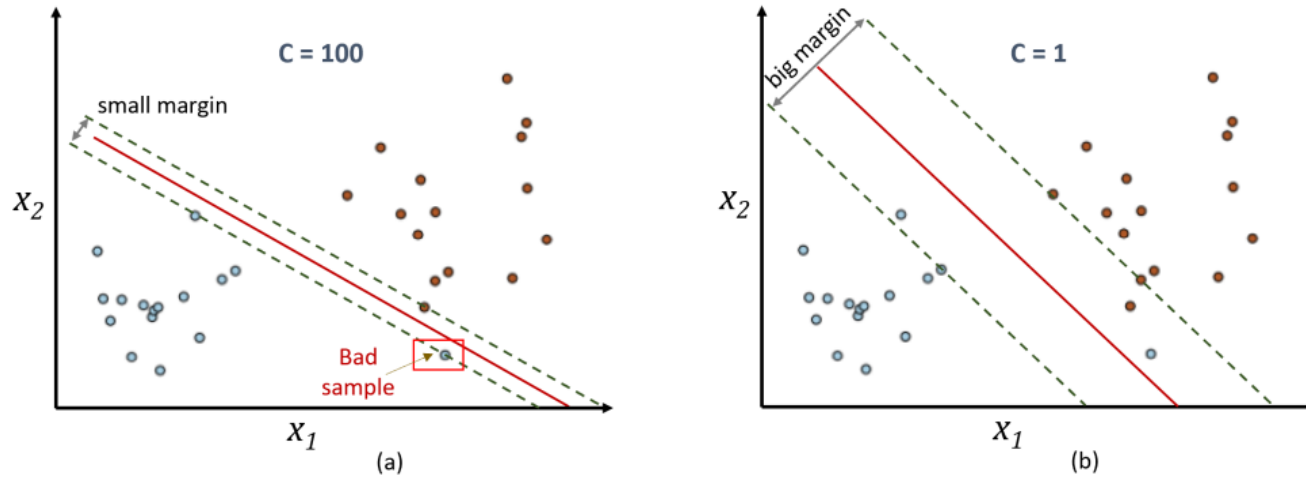 C = 100
small margin
x₂
Bad
sample
x₁
(a)
C = 1
big margin
x₂
x₁
(b)